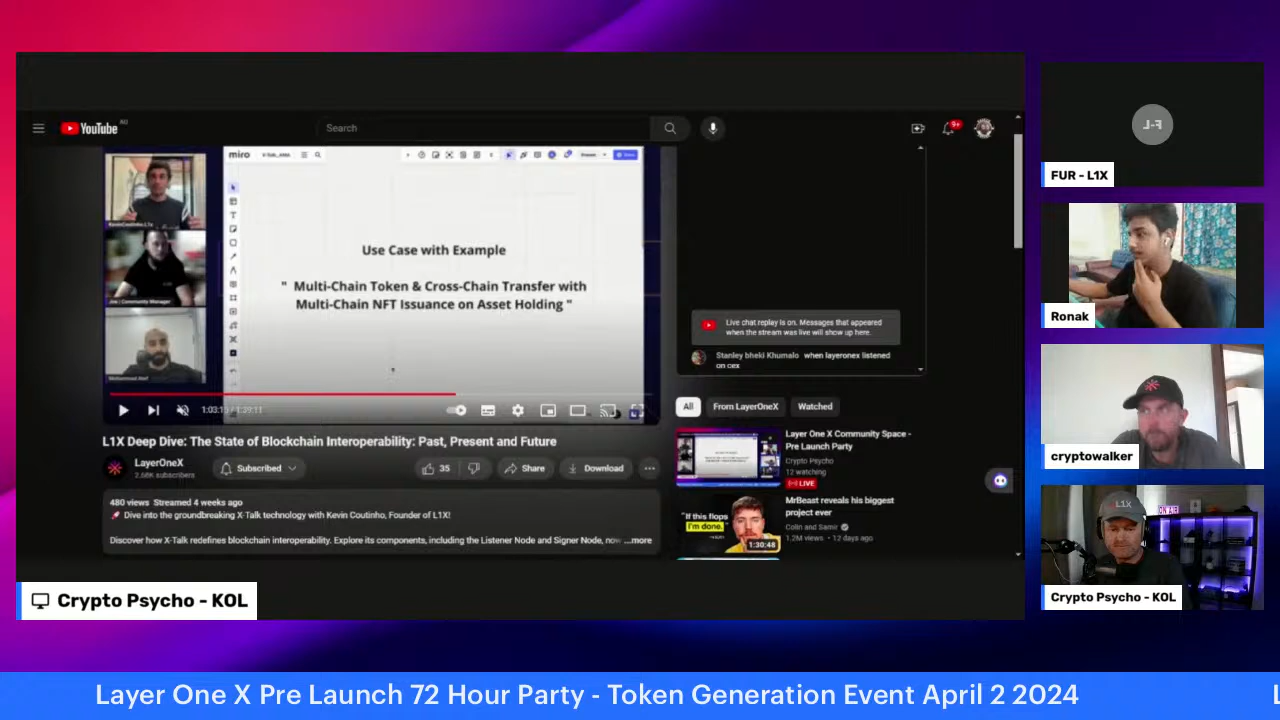 YouTube
Search
9+
miro
Use Case with Example
" Multi-Chain Token & Cross-Chain Transfer with
Multi-Chain NFT Issuance on Asset Holding "
Live chat replay is on. Messages that appeared
when the stream was live will show up here.
Stanley bheki Khumalo when layeronex listened
on cex
L1X Deep Dive: The State of Blockchain Interoperability: Past, Present and Future
LayerOneX
2.68K subscribers
Subscribed
35
Share
Download
480 views Streamed 4 weeks ago
🚀 Dive into the groundbreaking X-Talk technology with Kevin Coutinho, Founder of L1X!
Discover how X-Talk redefines blockchain interoperability. Explore its components, including the Listener Node and Signer Node, now ...more
All
From LayerOneX
Watched
Layer One X Community Space -
Pre Launch Party
Crypto Psycho
12 watching
LIVE
"If this flops
I'm done.
1:30:48
MrBeast reveals his biggest
project ever
Colin and Samir
1.2M views • 12 days ago
Crypto Psycho - KOL
F-L
FUR - L1X
Ronak
cryptowalker
L1X
ON AIR
Crypto Psycho - KOL
Layer One X Pre Launch 72 Hour Party - Token Generation Event April 2 2024